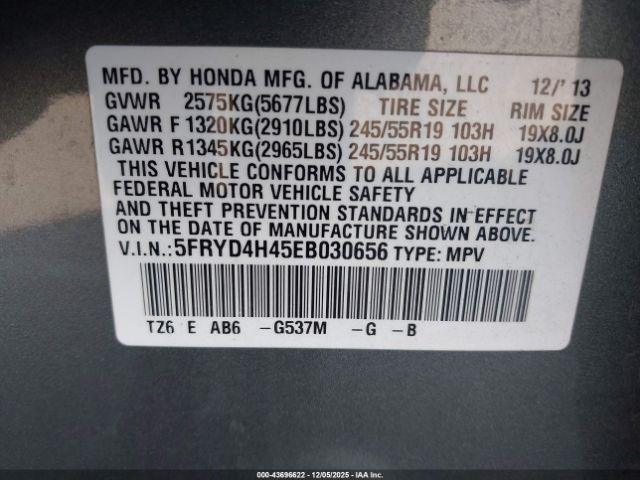 MFD. BY HONDA MFG. OF ALABAMA, LLC 12/'13
GVWR 2575KG(5677LBS) TIRE SIZE RIM SIZE
GAWR F 1320KG(2910LBS) 245/55R19 103H 19X8.0J
GAWR R1345KG(2965LBS) 245/55R19 103H 19X8.0J
THIS VEHICLE CONFORMS TO ALL APPLICABLE
FEDERAL MOTOR VEHICLE SAFETY
AND THEFT PREVENTION STANDARDS IN EFFECT
ON THE DATE OF MANUFACTURE SHOWN ABOVE.
V.I.N.:5FRYD4H45EB030656 TYPE: MPV
TZ6 E AB6 -G537M -G -B
000-43696622 - 12/05/2025 - IAA Inc.